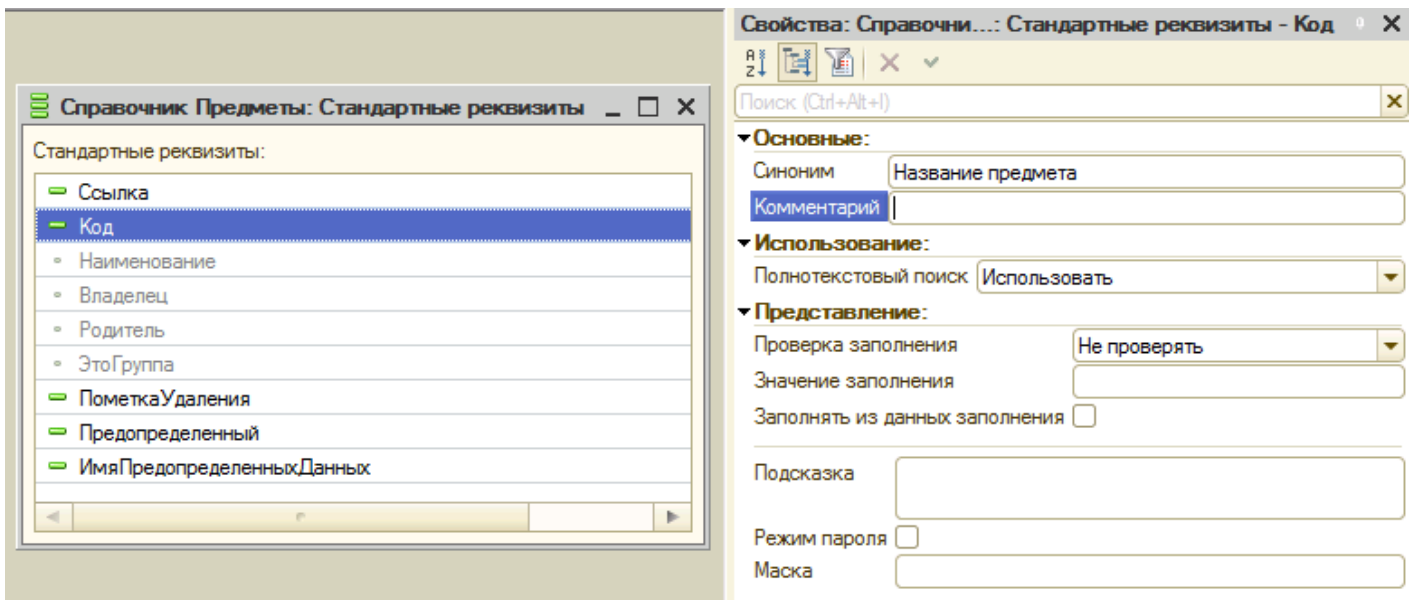 Справочник Предметы: Стандартные реквизиты
Стандартные реквизиты:
Ссылка
Код
Наименование
Владелец
Родитель
ЭтоГруппа
ПометкаУдаления
Предопределенный
ИмяПредопределенныхДанных
Свойства: Справочни...: Стандартные реквизиты - Код
Поиск (Ctrl+Alt+I)
Основные:
Синоним Название предмета
Комментарий
Использование:
Полнотекстовый поиск Использовать
Представление:
Проверка заполнения Не проверять
Значение заполнения
Заполнять из данных заполнения
Подсказка
Режим пароля
Маска